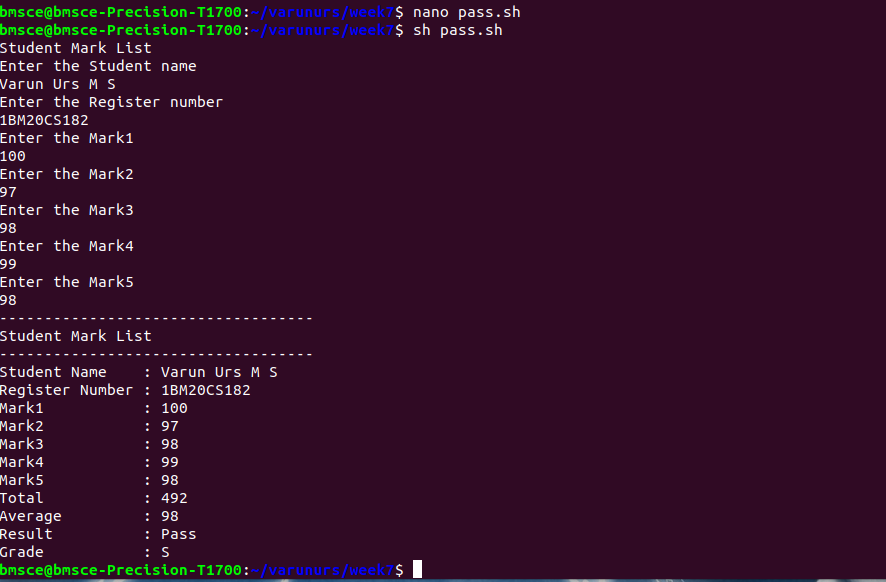 bmsce@bmsce-Precision-T1700:~/varunurs/week7$ nano pass.sh
bmsce@bmsce-Precision-T1700:~/varunurs/week7$ sh pass.sh
Student Mark List
Enter the Student name
Varun Urs M S
Enter the Register number
1BM20CS182
Enter the Mark1
100
Enter the Mark2
97
Enter the Mark3
98
Enter the Mark4
99
Enter the Mark5
98
-----------------------------------
Student Mark List
-----------------------------------
Student Name    : Varun Urs M S
Register Number : 1BM20CS182
Mark1           : 100
Mark2           : 97
Mark3           : 98
Mark4           : 99
Mark5           : 98
Total           : 492
Average         : 98
Result          : Pass
Grade           : S
bmsce@bmsce-Precision-T1700:~/varunurs/week7$